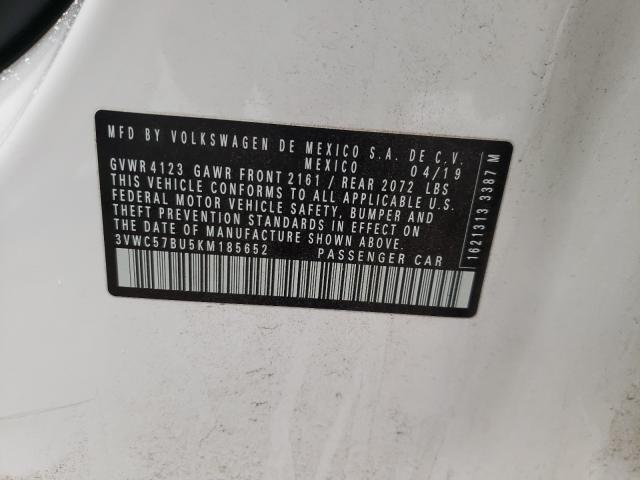 MFD BY VOLKSWAGEN DE MEXICO S.A. DE C.V.
MEXICO 04/19
GVWR 4123 GAWR FRONT 2161 / REAR 2072 LBS
THIS VEHICLE CONFORMS TO ALL APPLICABLE U.S.
FEDERAL MOTOR VEHICLE SAFETY, BUMPER AND
THEFT PREVENTION STANDARDS IN EFFECT ON
THE DATE OF MANUFACTURE SHOWN ABOVE.
3VWC57BU5KM185652 PASSENGER CAR
1621313 3387 M